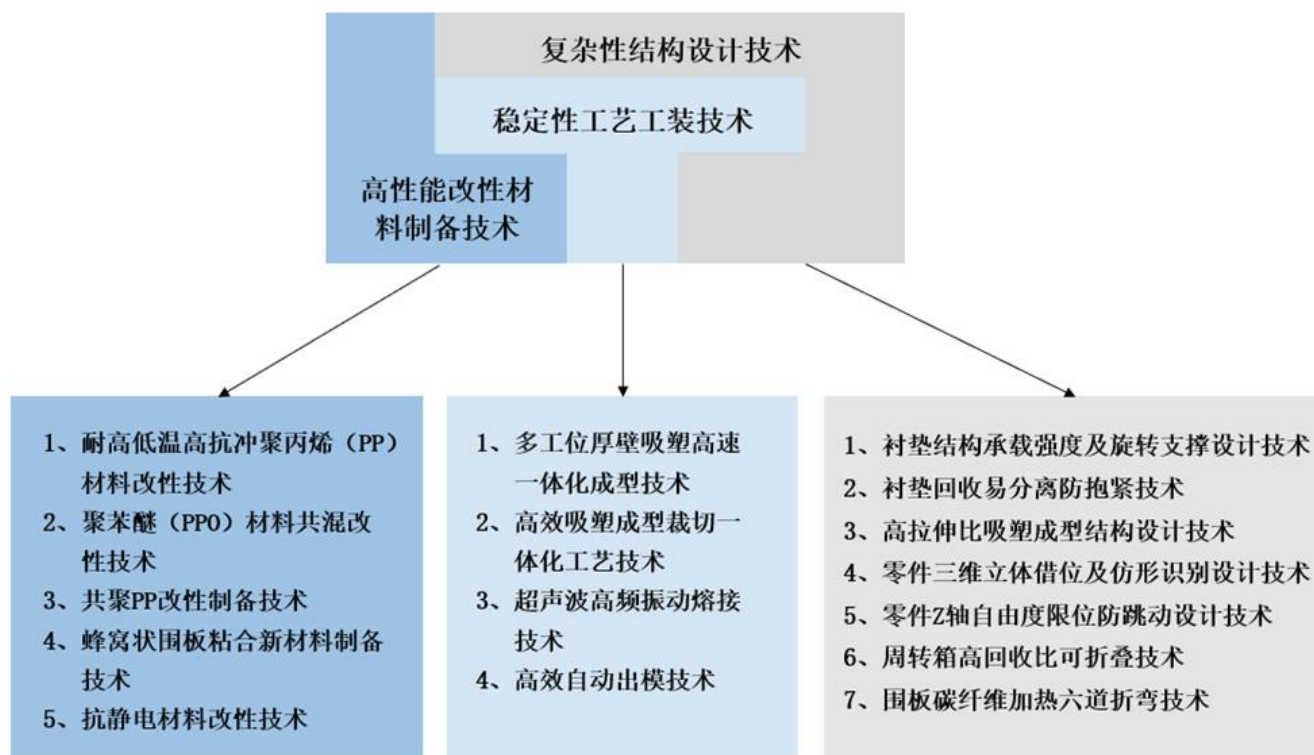 复杂性结构设计技术
稳定性工艺工装技术
高性能改性材
料制备技术
1、耐高低温高抗冲聚丙烯（PP）
材料改性技术
2、聚苯醚（PPO）材料共混改
性技术
3、共聚PP改性制备技术
4、蜂窝状围板粘合新材料制备
技术
5、抗静电材料改性技术
1、多工位厚壁吸塑高速
一体化成型技术
2、高效吸塑成型裁切一
体化工艺技术
3、超声波高频振动熔接
技术
4、高效自动出模技术
1、衬垫结构承载强度及旋转支撑设计技术
2、衬垫回收易分离防抱紧技术
3、高拉伸比吸塑成型结构设计技术
4、零件三维立体借位及仿形识别设计技术
5、零件Z轴自由度限位防跳动设计技术
6、周转箱高回收比可折叠技术
7、围板碳纤维加热六道折弯技术